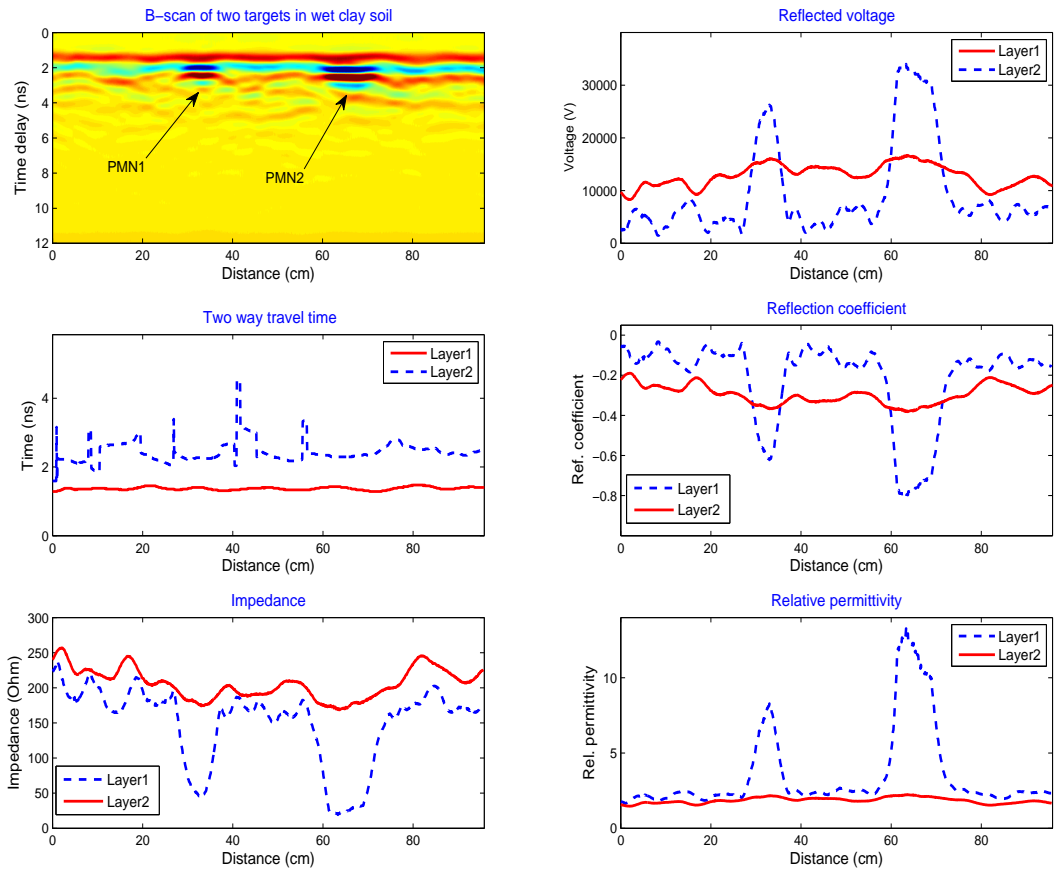 B-scan of two targets in wet clay soil
0
2
4
6
8
10
12
Time delay (ns)
PMN1
PMN2
0 20 40 60 80
Distance (cm)
Reflected voltage
Layer1
Layer2
30000
20000
10000
0
Voltage (V)
0 20 40 60 80
Distance (cm)
Two way travel time
Layer1
Layer2
4
2
0
Time (ns)
0 20 40 60 80
Distance (cm)
Reflection coefficient
0
−0.2
−0.4
−0.6
−0.8
Ref. coefficient
Layer1
Layer2
0 20 40 60 80
Distance (cm)
Impedance
300
250
200
150
100
50
0
Impedance (Ohm)
Layer1
Layer2
0 20 40 60 80
Distance (cm)
Relative permittivity
Layer1
Layer2
10
5
0
Rel. permittivity
0 20 40 60 80
Distance (cm)